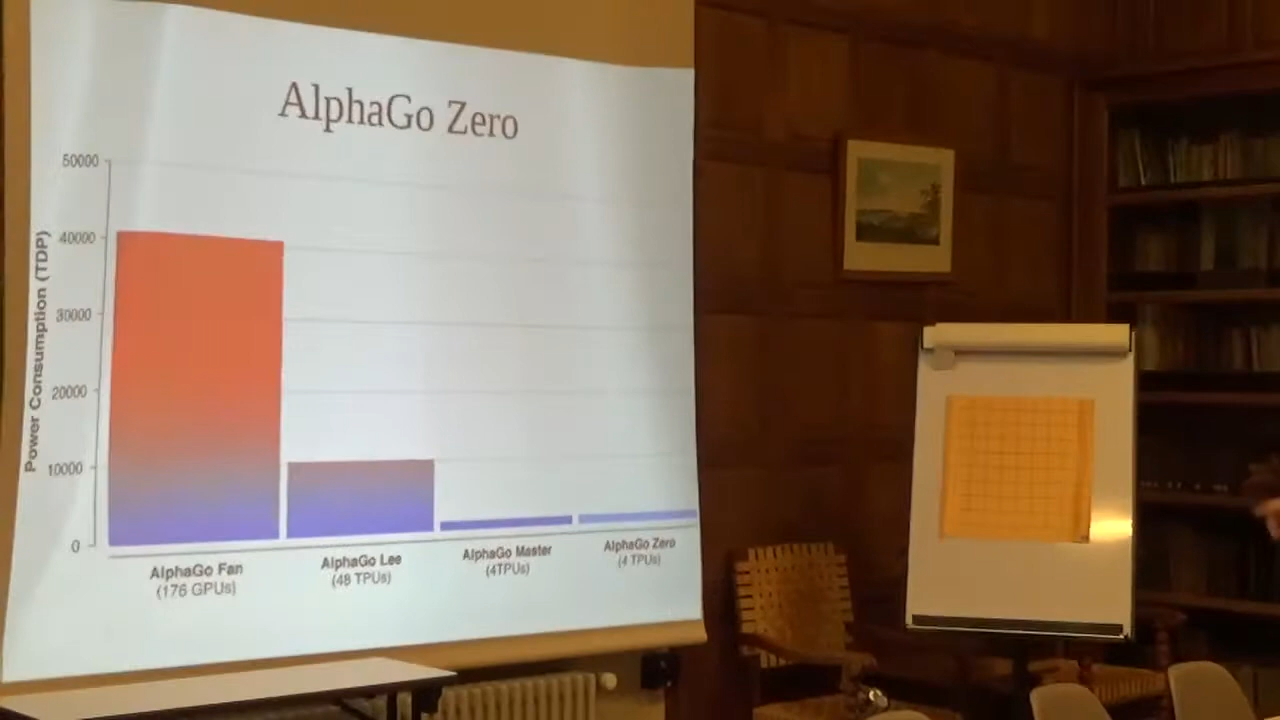 AlphaGo Zero
Power Consumption (TDP)
50000
40000
30000
20000
10000
0
AlphaGo Fan
(176 GPUs)
AlphaGo Lee
(48 TPUs)
AlphaGo Master
(4TPUs)
AlphaGo Zero
(4 TPUs)